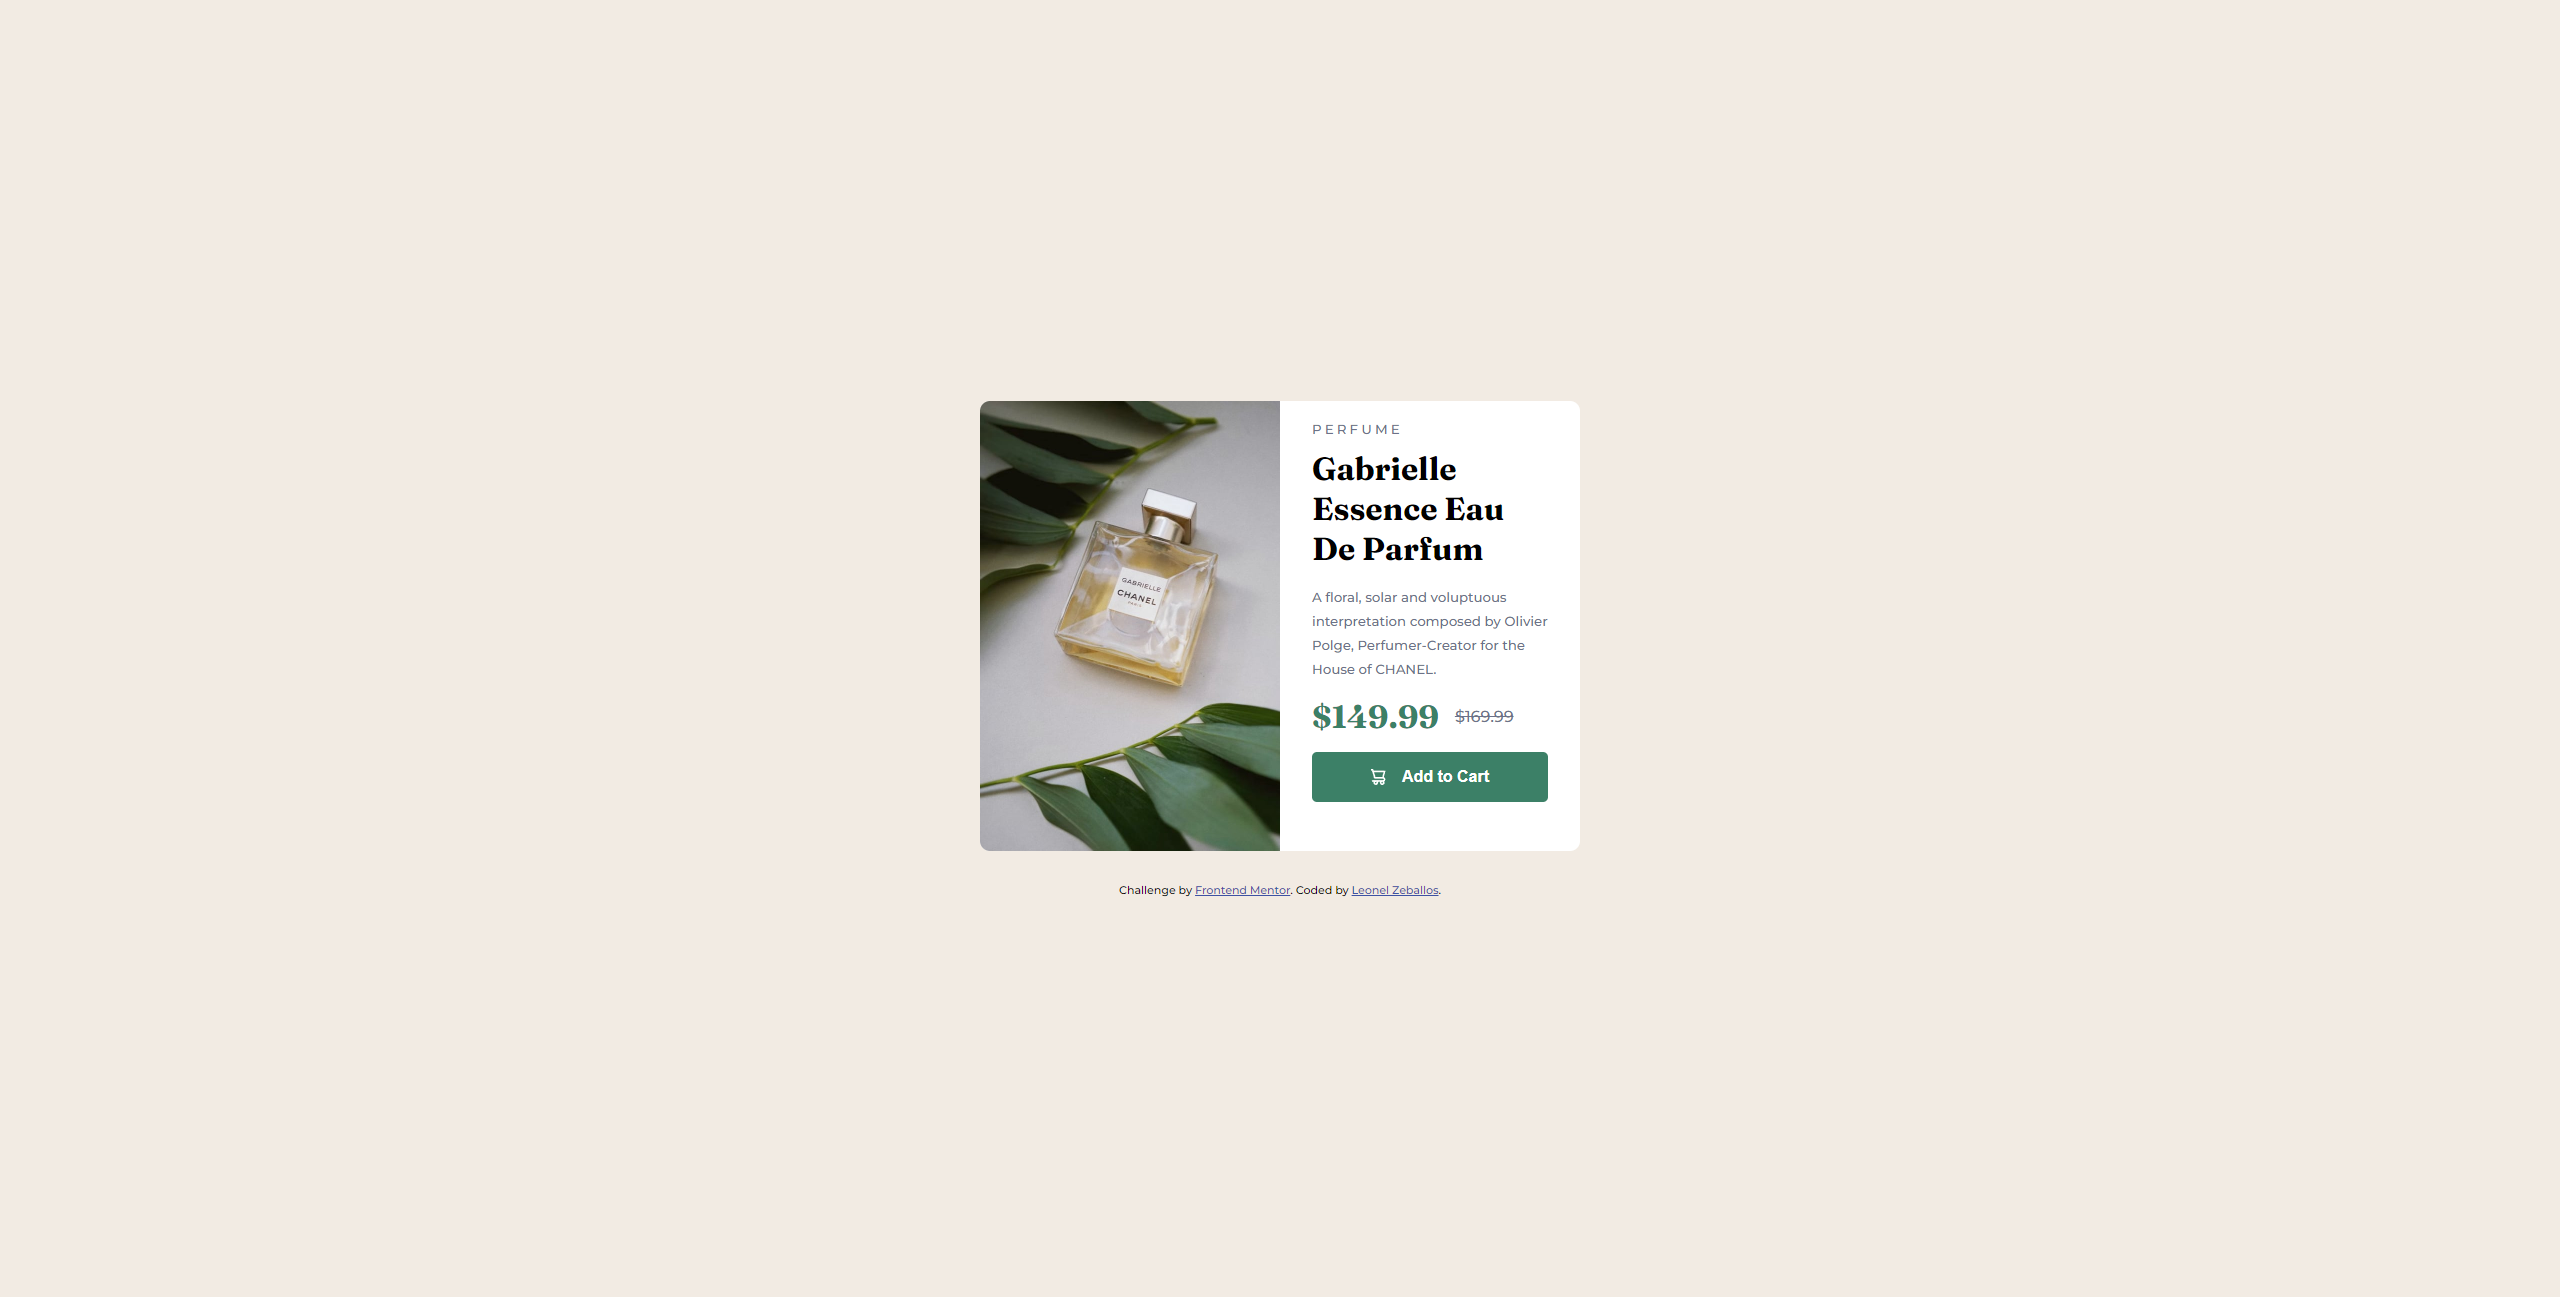 PERFUME
Gabrielle
Essence Eau
De Parfum
A floral, solar and voluptuous
interpretation composed by Olivier
Polge, Perfumer-Creator for the
House of CHANEL.
$149.99 $169.99
Add to Cart
GABRIELLE
CHANEL
PARIS
Challenge by Frontend Mentor. Coded by Leonel Zeballos.